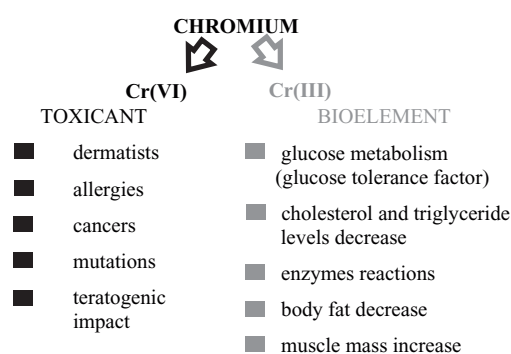 CHROMIUM
Cr(VI)
TOXICANT
dermatists
allergies
cancers
mutations
teratogenic
impact
Cr(III)
BIOELEMENT
glucose metabolism
(glucose tolerance factor)
cholesterol and triglyceride
levels decrease
enzymes reactions
body fat decrease
muscle mass increase